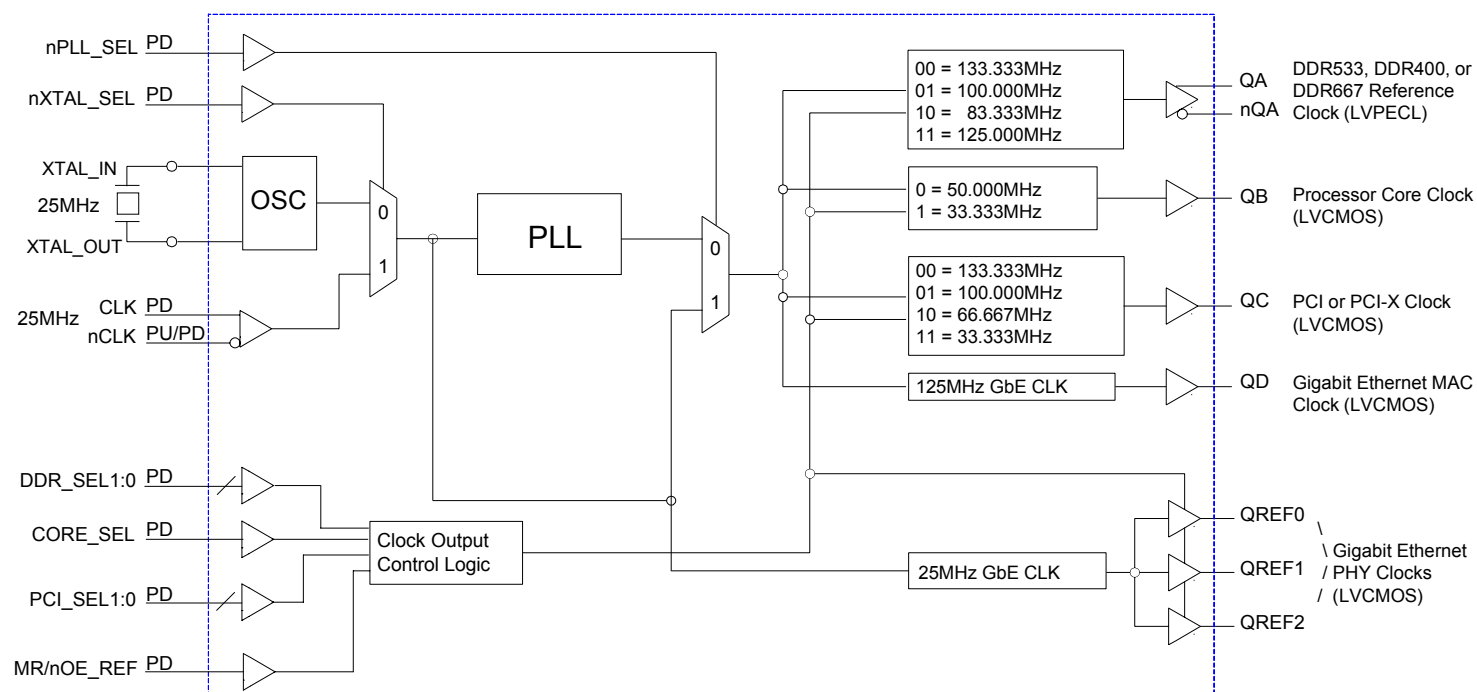 nPLL_SEL PD
nXTAL_SEL PD
XTAL_IN
25MHz
XTAL_OUT
OSC
0
1
CLK PD
25MHz
nCLK PU/PD
PLL
0
1
00 = 133.333MHz
01 = 100.000MHz
10 = 83.333MHz
11 = 125.000MHz
QA
nQA
DDR533, DDR400, or
DDR667 Reference
Clock (LVPECL)
0 = 50.000MHz
1 = 33.333MHz
QB
Processor Core Clock
(LVCMOS)
00 = 133.333MHz
01 = 100.000MHz
10 = 66.667MHz
11 = 33.333MHz
QC
PCI or PCI-X Clock
(LVCMOS)
125MHz GbE CLK
QD
Gigabit Ethernet MAC
Clock (LVCMOS)
DDR_SEL1:0 PD
CORE_SEL PD
PCI_SEL1:0 PD
MR/nOE_REF PD
Clock Output
Control Logic
25MHz GbE CLK
QREF0
QREF1
QREF2
\
\ Gigabit Ethernet
/ PHY Clocks
/ (LVCMOS)